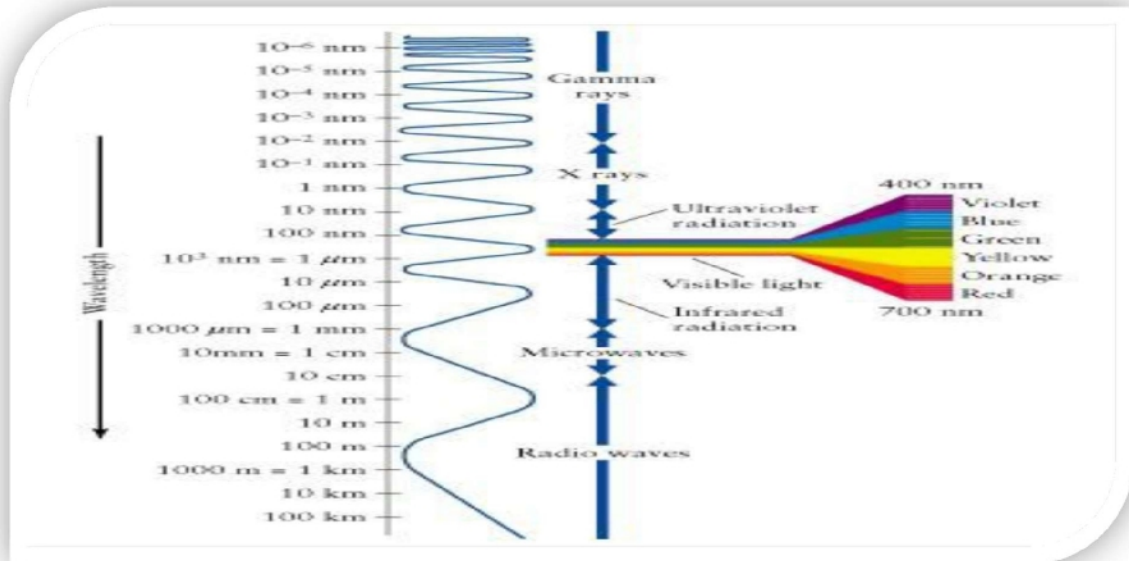 Wavelength
10⁻⁶ nm
10⁻⁵ nm
10⁻⁴ nm
10⁻³ nm
10⁻² nm
10⁻¹ nm
1 nm
10 nm
100 nm
10³ nm = 1 μm
10 μm
100 μm
1000 μm = 1 mm
10mm = 1 cm
10 cm
100 cm = 1 m
10 m
100 m
1000 m = 1 km
10 km
100 km
Gamma
rays
X rays
Ultraviolet
radiation
Visible light
Infrared
radiation
Microwaves
Radio waves
400 nm
Violet
Blue
Green
Yellow
Orange
Red
700 nm